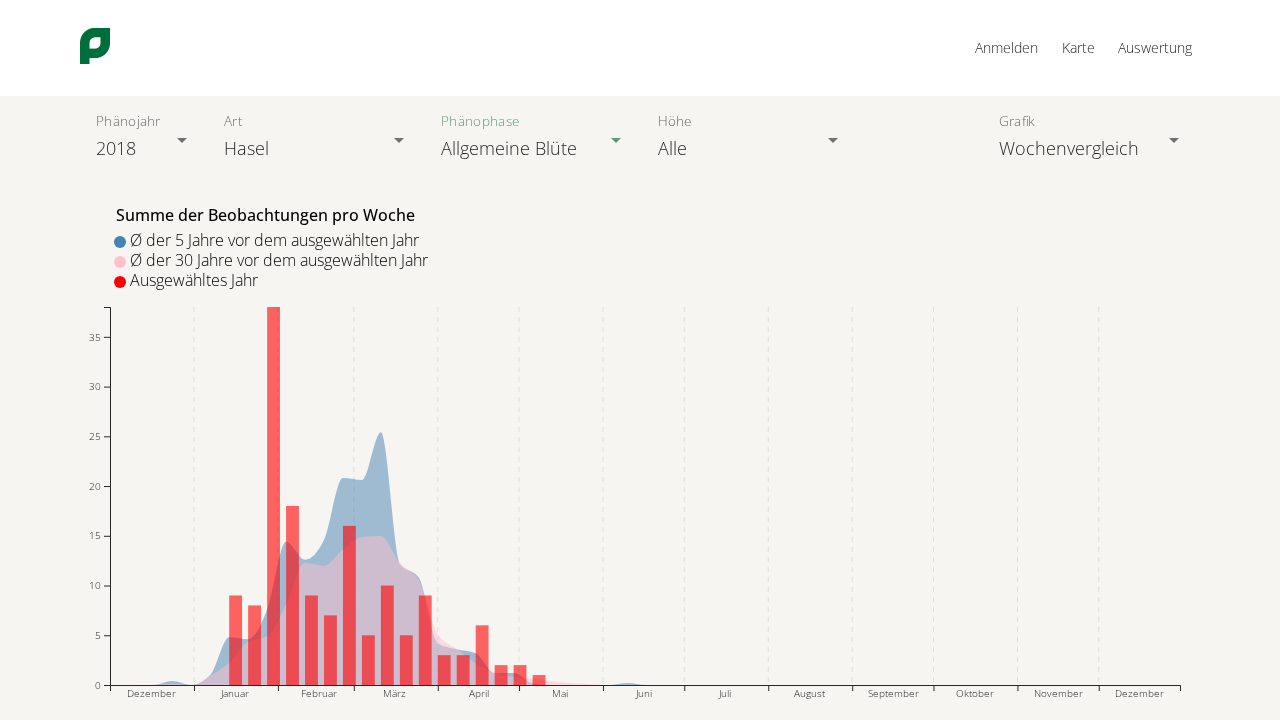 Anmelden Karte Auswertung
Phänojahr Art Phänophase Höhe Grafik
2018 Hasel Allgemeine Blüte Alle Wochenvergleich
Summe der Beobachtungen pro Woche
Ø der 5 Jahre vor dem ausgewählten Jahr
Ø der 30 Jahre vor dem ausgewählten Jahr
Ausgewähltes Jahr
35
30
25
20
15
10
5
0
Dezember Januar Februar März April Mai Juni Juli August September Oktober November Dezember